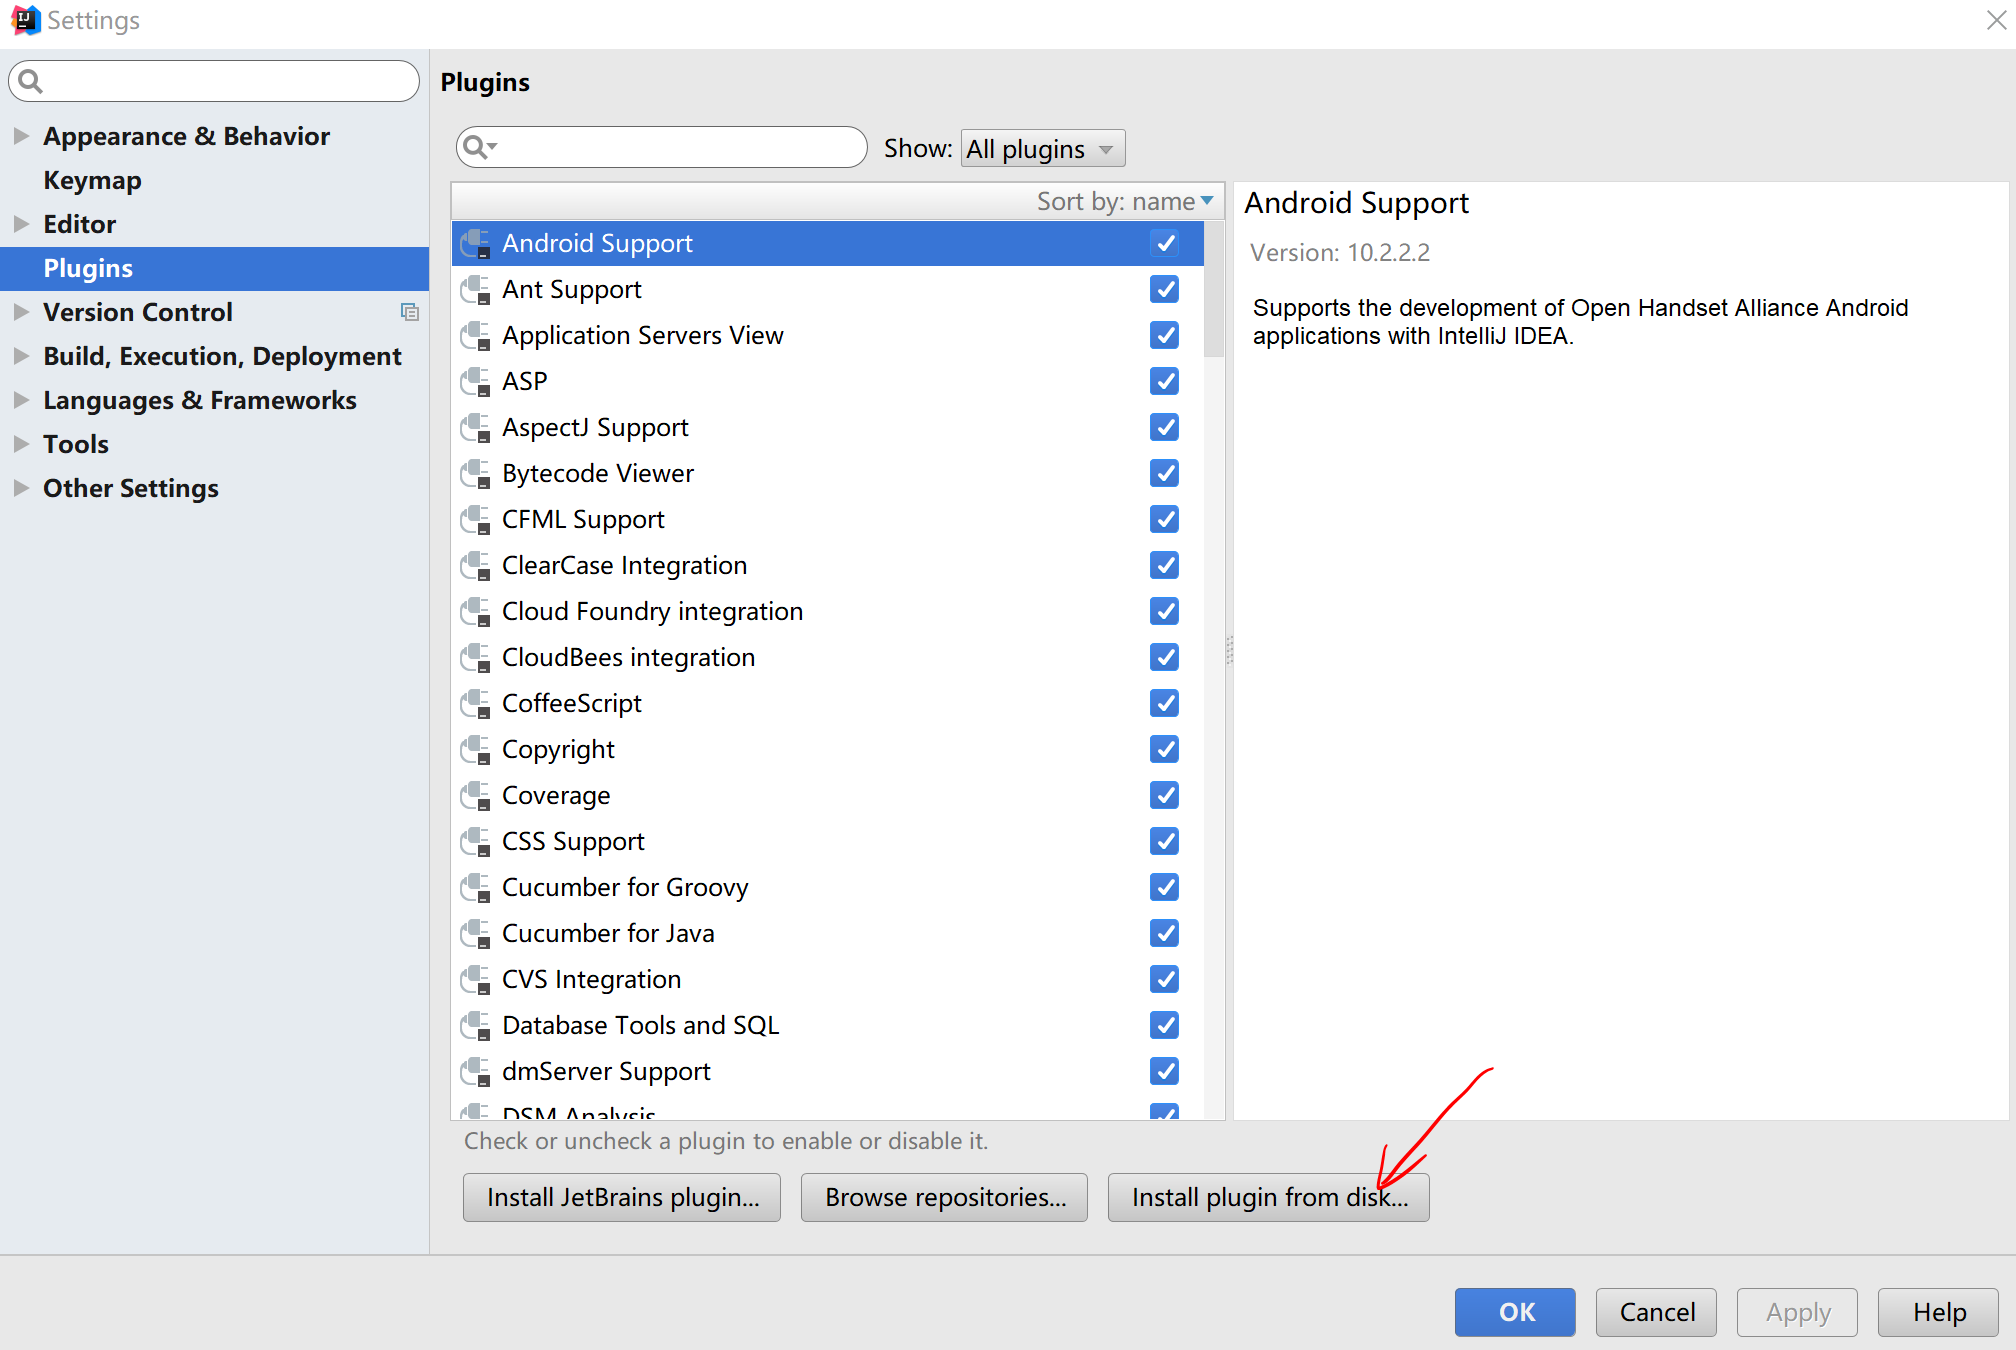 Settings
Plugins
Appearance & Behavior
Keymap
Editor
Plugins
Version Control
Build, Execution, Deployment
Languages & Frameworks
Tools
Other Settings
Show: All plugins
Sort by: name
Android Support
Ant Support
Application Servers View
ASP
AspectJ Support
Bytecode Viewer
CFML Support
ClearCase Integration
Cloud Foundry integration
CloudBees integration
CoffeeScript
Copyright
Coverage
CSS Support
Cucumber for Groovy
Cucumber for Java
CVS Integration
Database Tools and SQL
dmServer Support
DSM Analysis
Android Support
Version: 10.2.2.2
Supports the development of Open Handset Alliance Android
applications with IntelliJ IDEA.
Check or uncheck a plugin to enable or disable it.
Install JetBrains plugin... Browse repositories... Install plugin from disk...
OK Cancel Apply Help